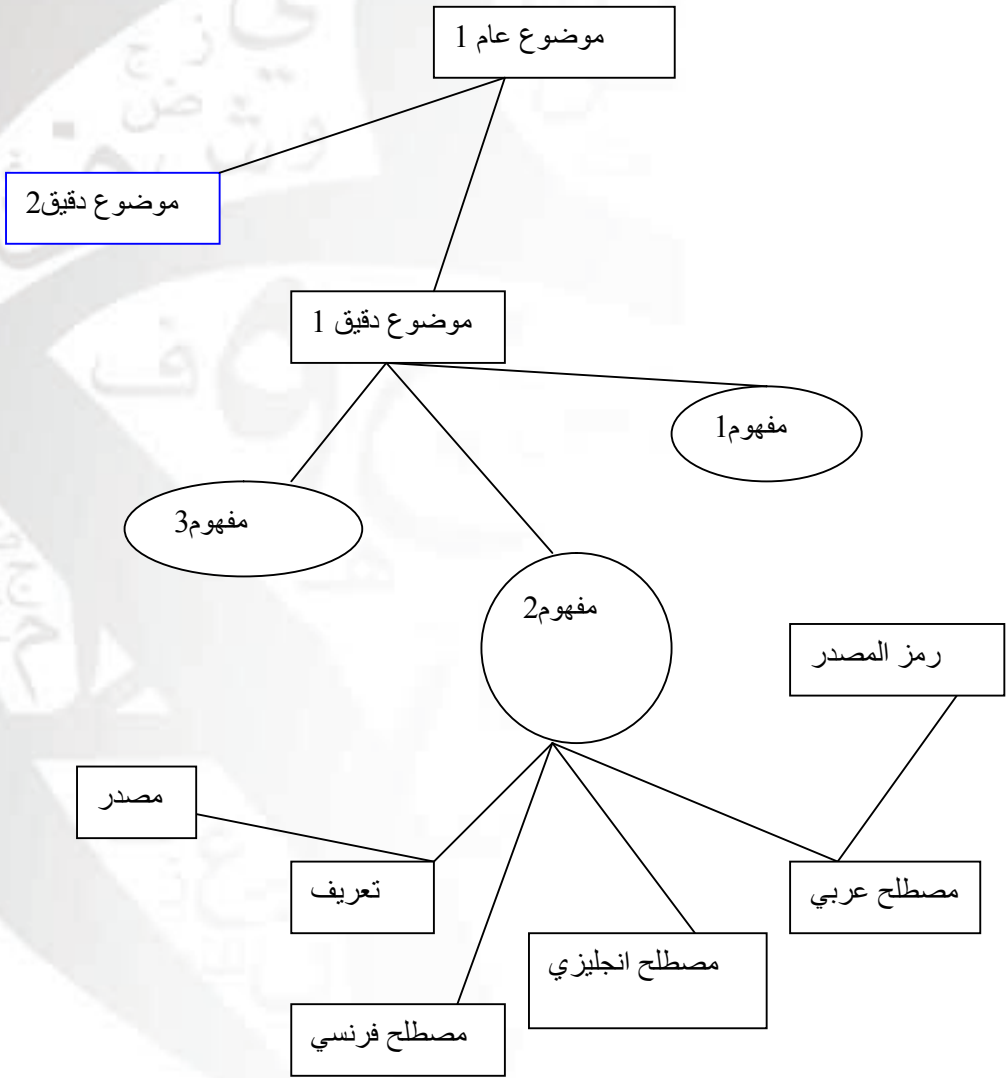 موضوع عام 1
موضوع دقيق2
موضوع دقيق 1
مفهوم1
مفهوم3
مفهوم2
رمز المصدر
مصدر
مصطلح عربي
تعريف
مصطلح انجليزي
مصطلح فرنسي